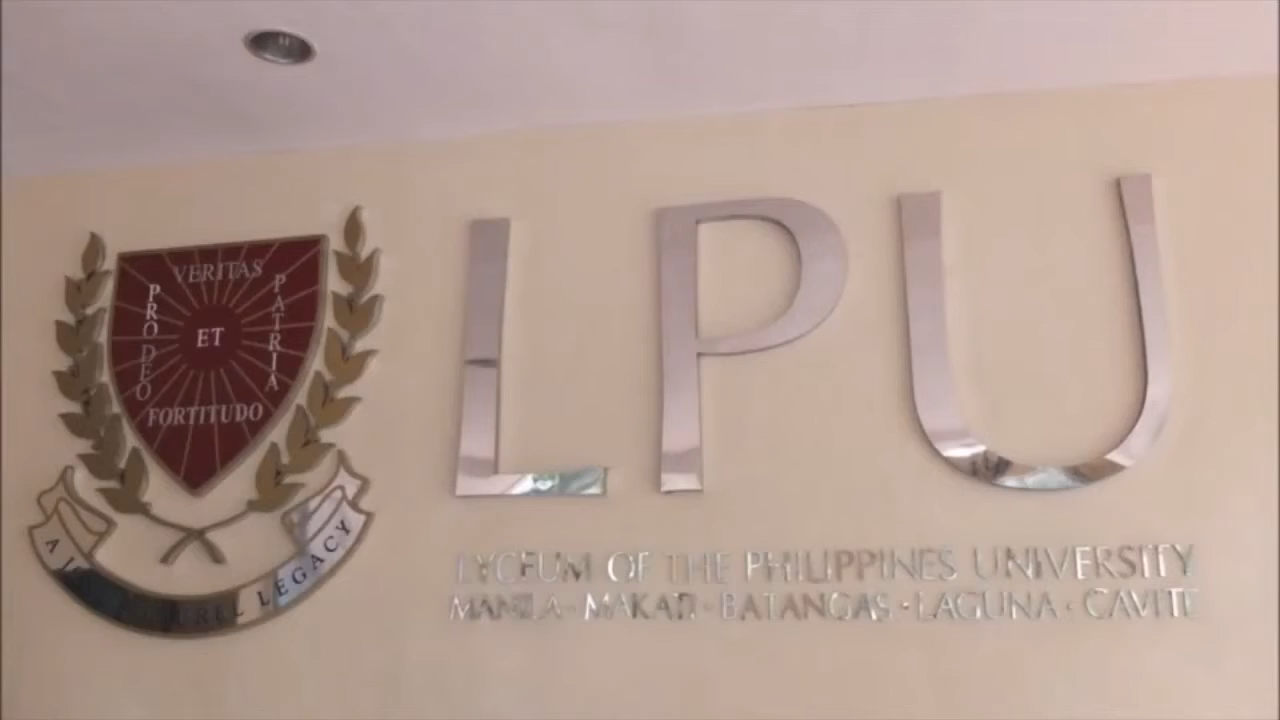 VERITAS
PRO DEO
ET
PATRIA
FORTITUDO
A LEGACY
LPU
LYCEUM OF THE PHILIPPINES UNIVERSITY
MANILA · MAKATI · BATANGAS · LAGUNA · CAVITE